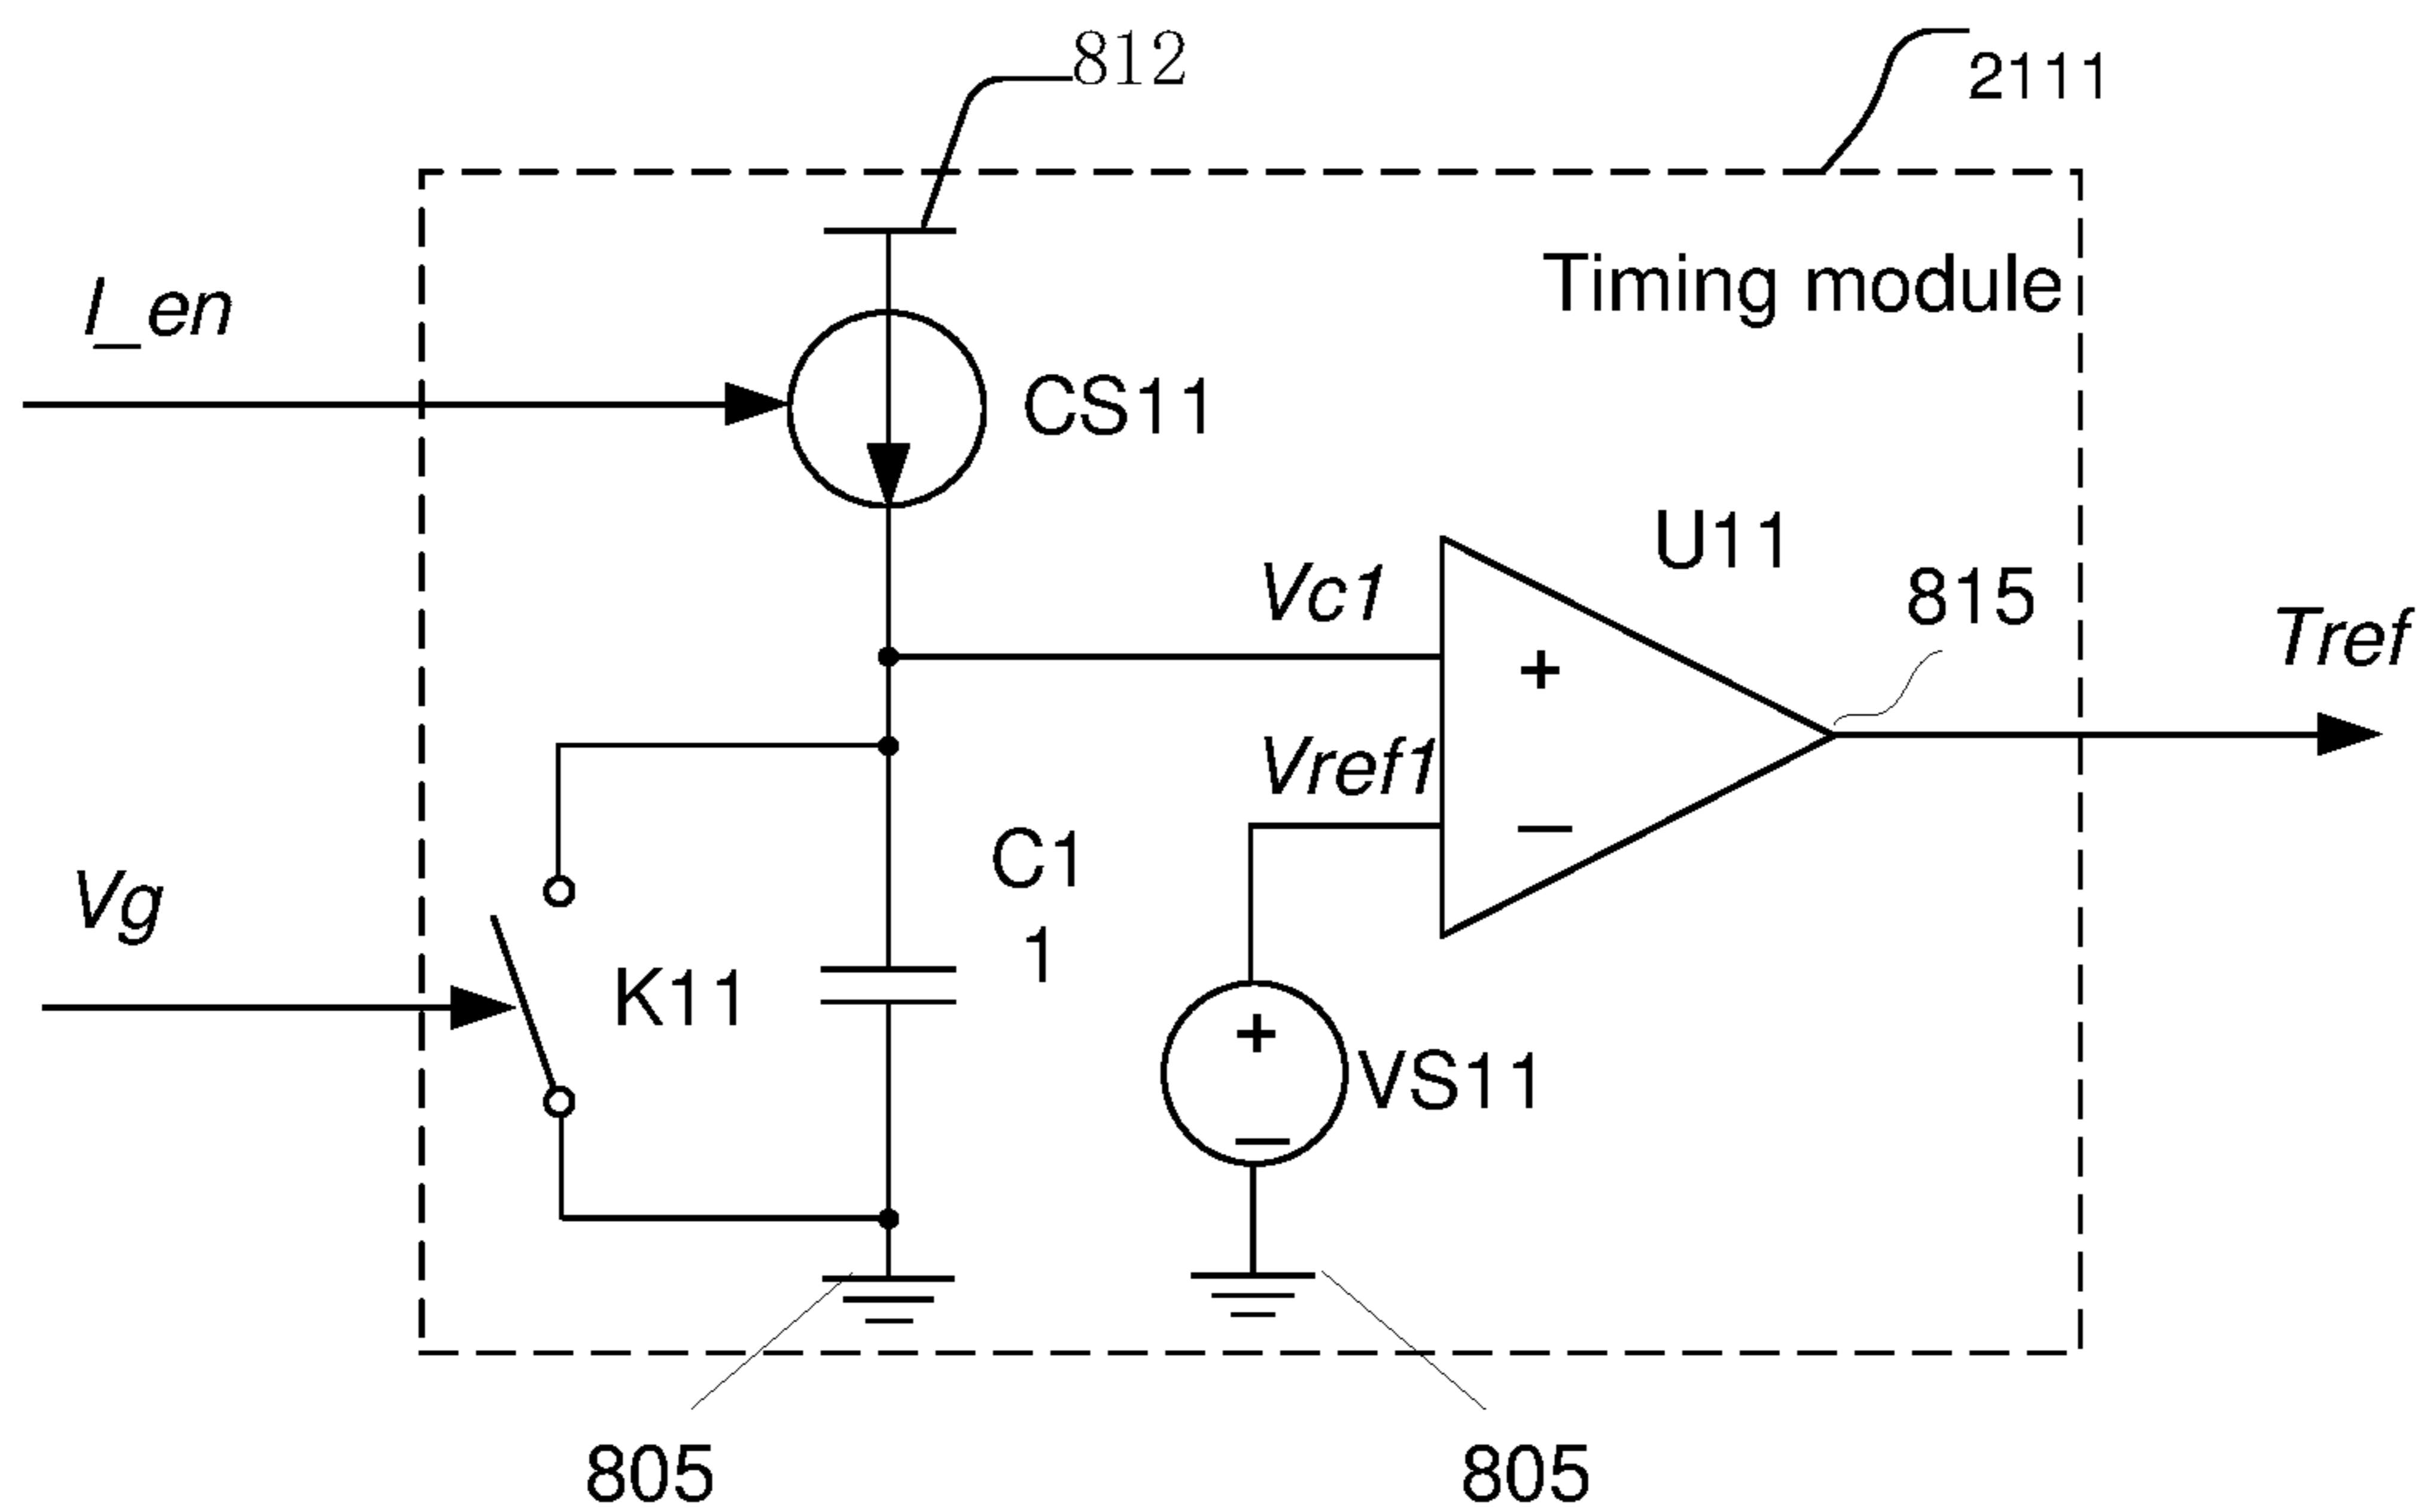 812
2111
Timing module
I_en
CS11
U11
Vc1
815
Tref
+
Vref1
–
C1
1
Vg
K11
+
VS11
–
805
805